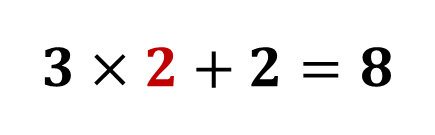 3 × 2 + 2 = 8